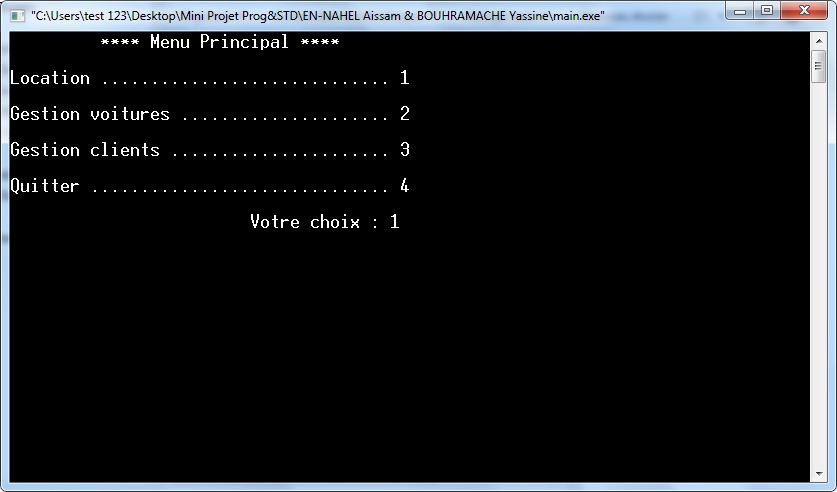 "C:\Users\test 123\Desktop\Mini Projet Prog&STD\EN-NAHEL Aissam & BOUHRAMACHE Yassine\main.exe"
**** Menu Principal ****
Location ............................. 1
Gestion voitures ..................... 2
Gestion clients ...................... 3
Quitter .............................. 4
Votre choix : 1